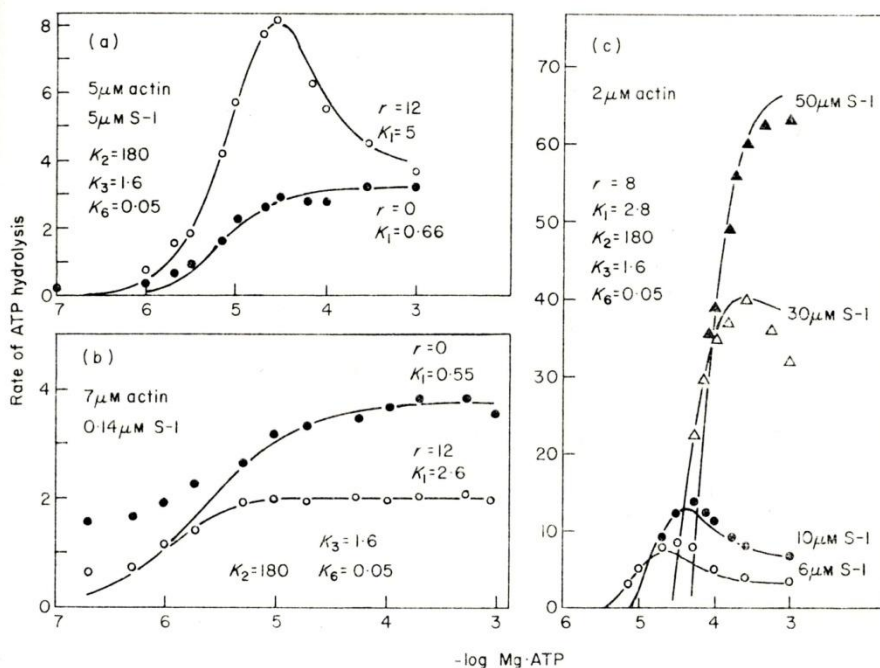 Rate of ATP hydrolysis
(a)
8
6
4
2
0
5μM actin
5μM S-1
K2=180
K3=1·6
K6=0·05
r=12
K1=5
r=0
K1=0·66
7 6 5 4 3
(b)
4
2
0
7μM actin
0·14μM S-1
r=0
K1=0·55
r=12
K1=2·6
K3=1·6
K2=180 K6=0·05
7 6 5 4 3
(c)
70
60
50
40
30
20
10
0
2μM actin
50μM S-1
r=8
K1=2·8
K2=180
K3=1·6
K6=0·05
30μM S-1
10μM S-1
6μM S-1
6 5 4 3
-log Mg·ATP